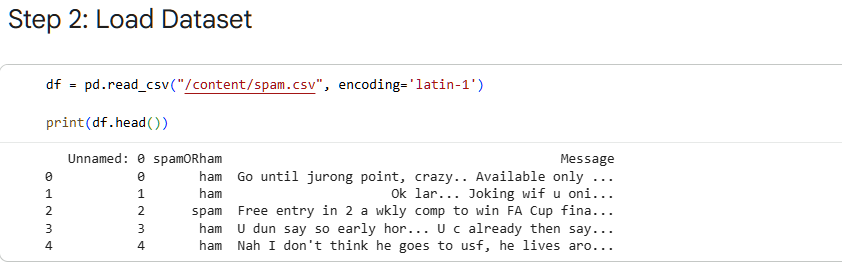 Step 2: Load Dataset
df = pd.read_csv("/content/spam.csv", encoding='latin-1')
print(df.head())
Unnamed: 0 spamORham Message
0 0 ham Go until jurong point, crazy.. Available only ...
1 1 ham Ok lar... Joking wif u oni...
2 2 spam Free entry in 2 a wkly comp to win FA Cup fina...
3 3 ham U dun say so early hor... U c already then say...
4 4 ham Nah I don't think he goes to usf, he lives aro...